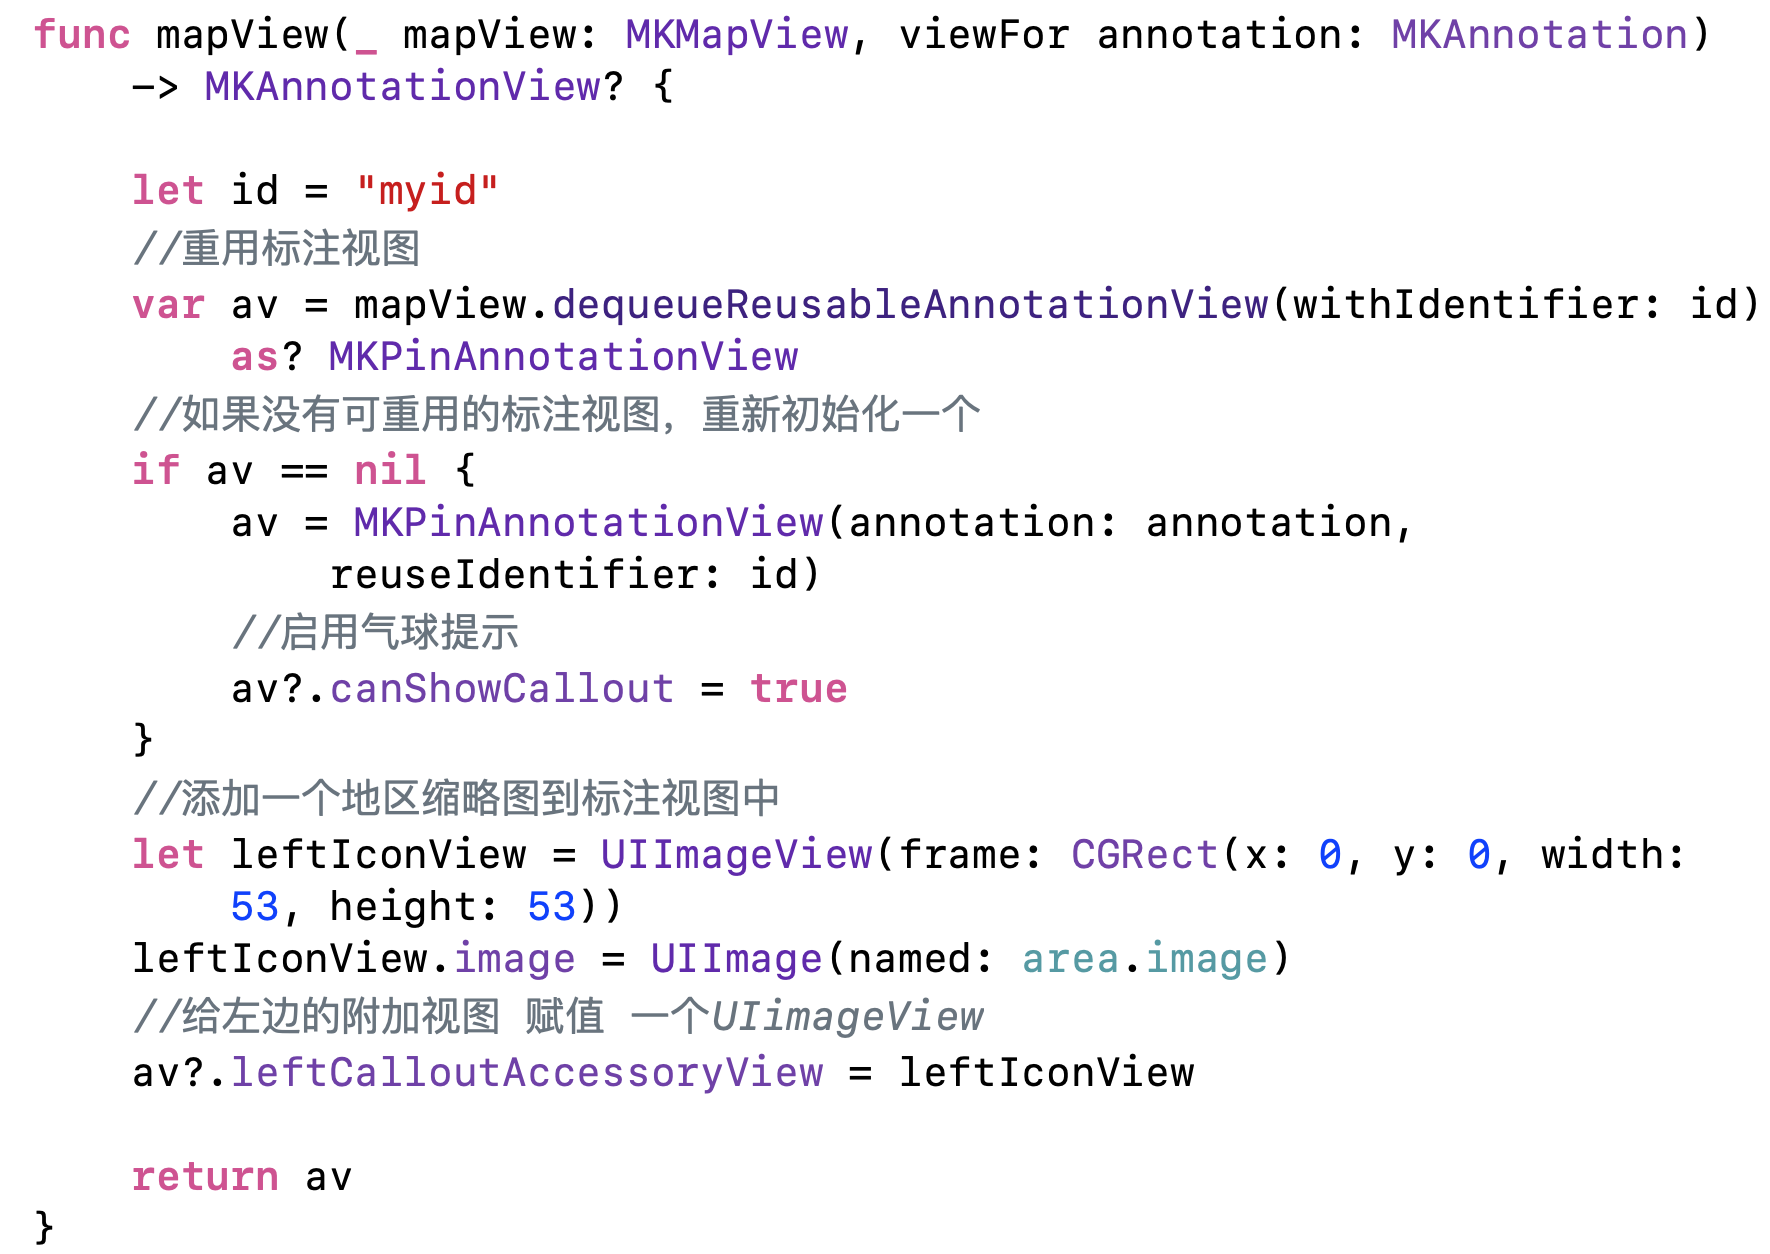 func mapView(_ mapView: MKMapView, viewFor annotation: MKAnnotation)
    -> MKAnnotationView? {

    let id = "myid"
    //重用标注视图
    var av = mapView.dequeueReusableAnnotationView(withIdentifier: id)
        as? MKPinAnnotationView
    //如果没有可重用的标注视图，重新初始化一个
    if av == nil {
        av = MKPinAnnotationView(annotation: annotation,
            reuseIdentifier: id)
        //启用气球提示
        av?.canShowCallout = true
    }
    //添加一个地区缩略图到标注视图中
    let leftIconView = UIImageView(frame: CGRect(x: 0, y: 0, width:
        53, height: 53))
    leftIconView.image = UIImage(named: area.image)
    //给左边的附加视图 赋值 一个UIimageView
    av?.leftCalloutAccessoryView = leftIconView

    return av
}